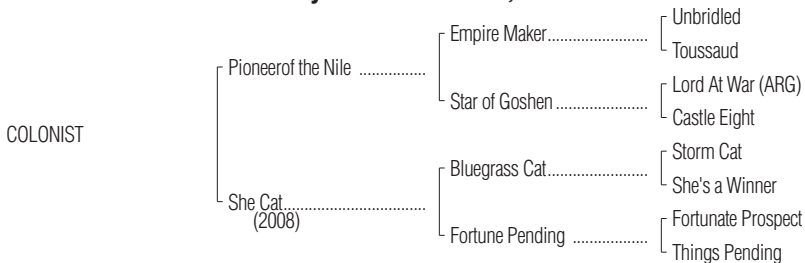 Unbridled
Empire Maker....................
Toussaud
Pioneerof the Nile ................
Lord At War (ARG)
Star of Goshen ..................
Castle Eight
COLONIST
Storm Cat
Bluegrass Cat....................
She's a Winner
She Cat..................................
(2008)
Fortunate Prospect
Fortune Pending ................
Things Pending